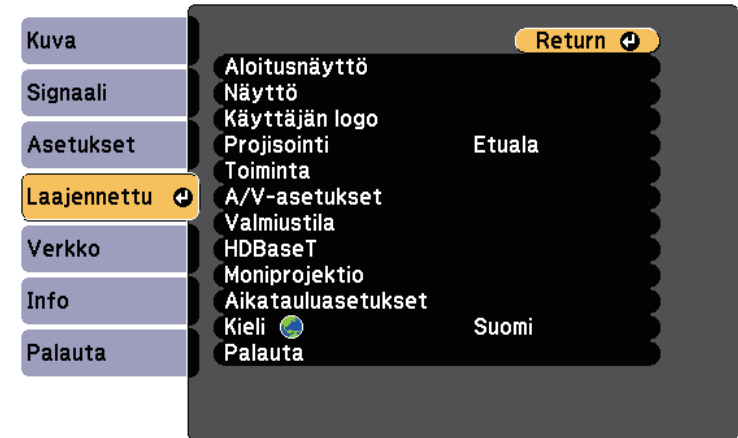 Kuva
Signaali
Asetukset
Laajennettu
Verkko
Info
Palauta
Return
Aloitusnäyttö
Näyttö
Käyttäjän logo
Projisointi Etuala
Toiminta
A/V-asetukset
Valmiustila
HDBaseT
Moniprojektio
Aikatauluasetukset
Kieli Suomi
Palauta